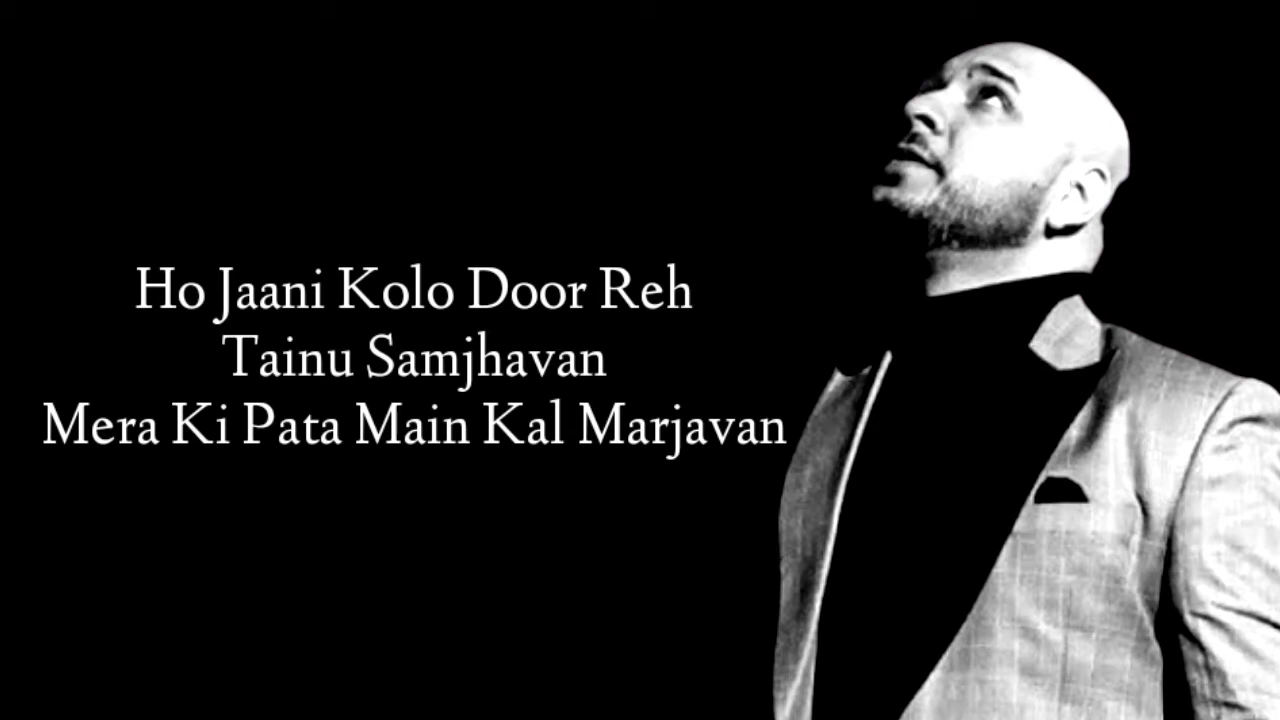 Ho Jaani Kolo Door Reh
Tainu Samjhavan
Mera Ki Pata Main Kal Marjavan